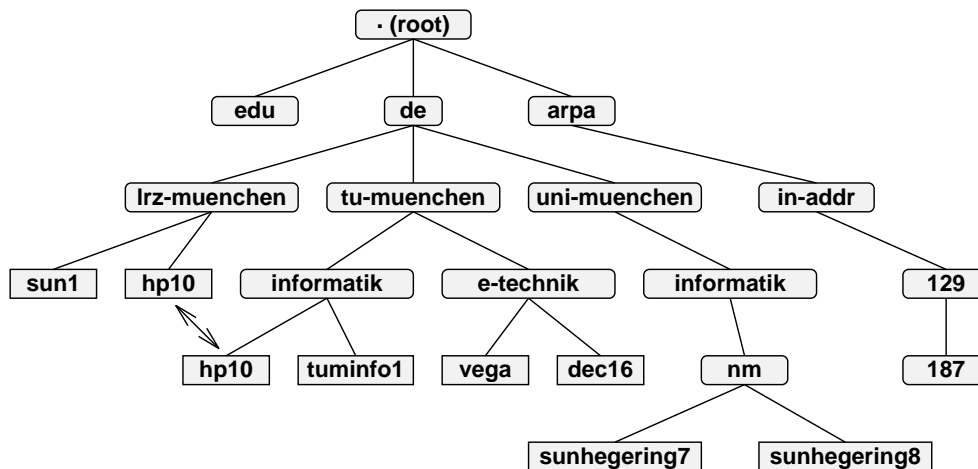 · (root)
edu
de
arpa
lrz-muenchen
tu-muenchen
uni-muenchen
in-addr
sun1
hp10
informatik
e-technik
informatik
129
hp10
tuminfo1
vega
dec16
nm
187
sunhegering7
sunhegering8